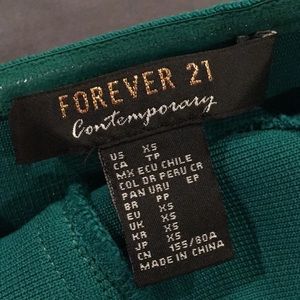 FOREVER 21
Contemporary
US XS
CA TP
MX ECU CHILE
COL DR PERU CR
PAN URU EP
BR PP
EU XS
UK XS
KR XS
JP XS
CN 155/80A
MADE IN CHINA